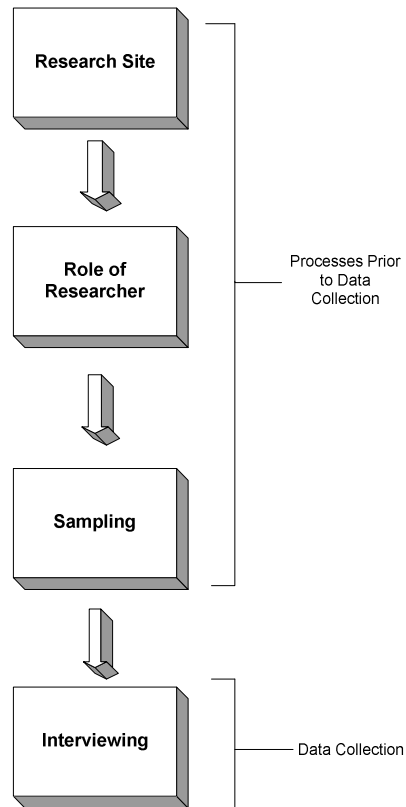 Research Site
Role of
Researcher
Processes Prior
to Data
Collection
Sampling
Interviewing
Data Collection